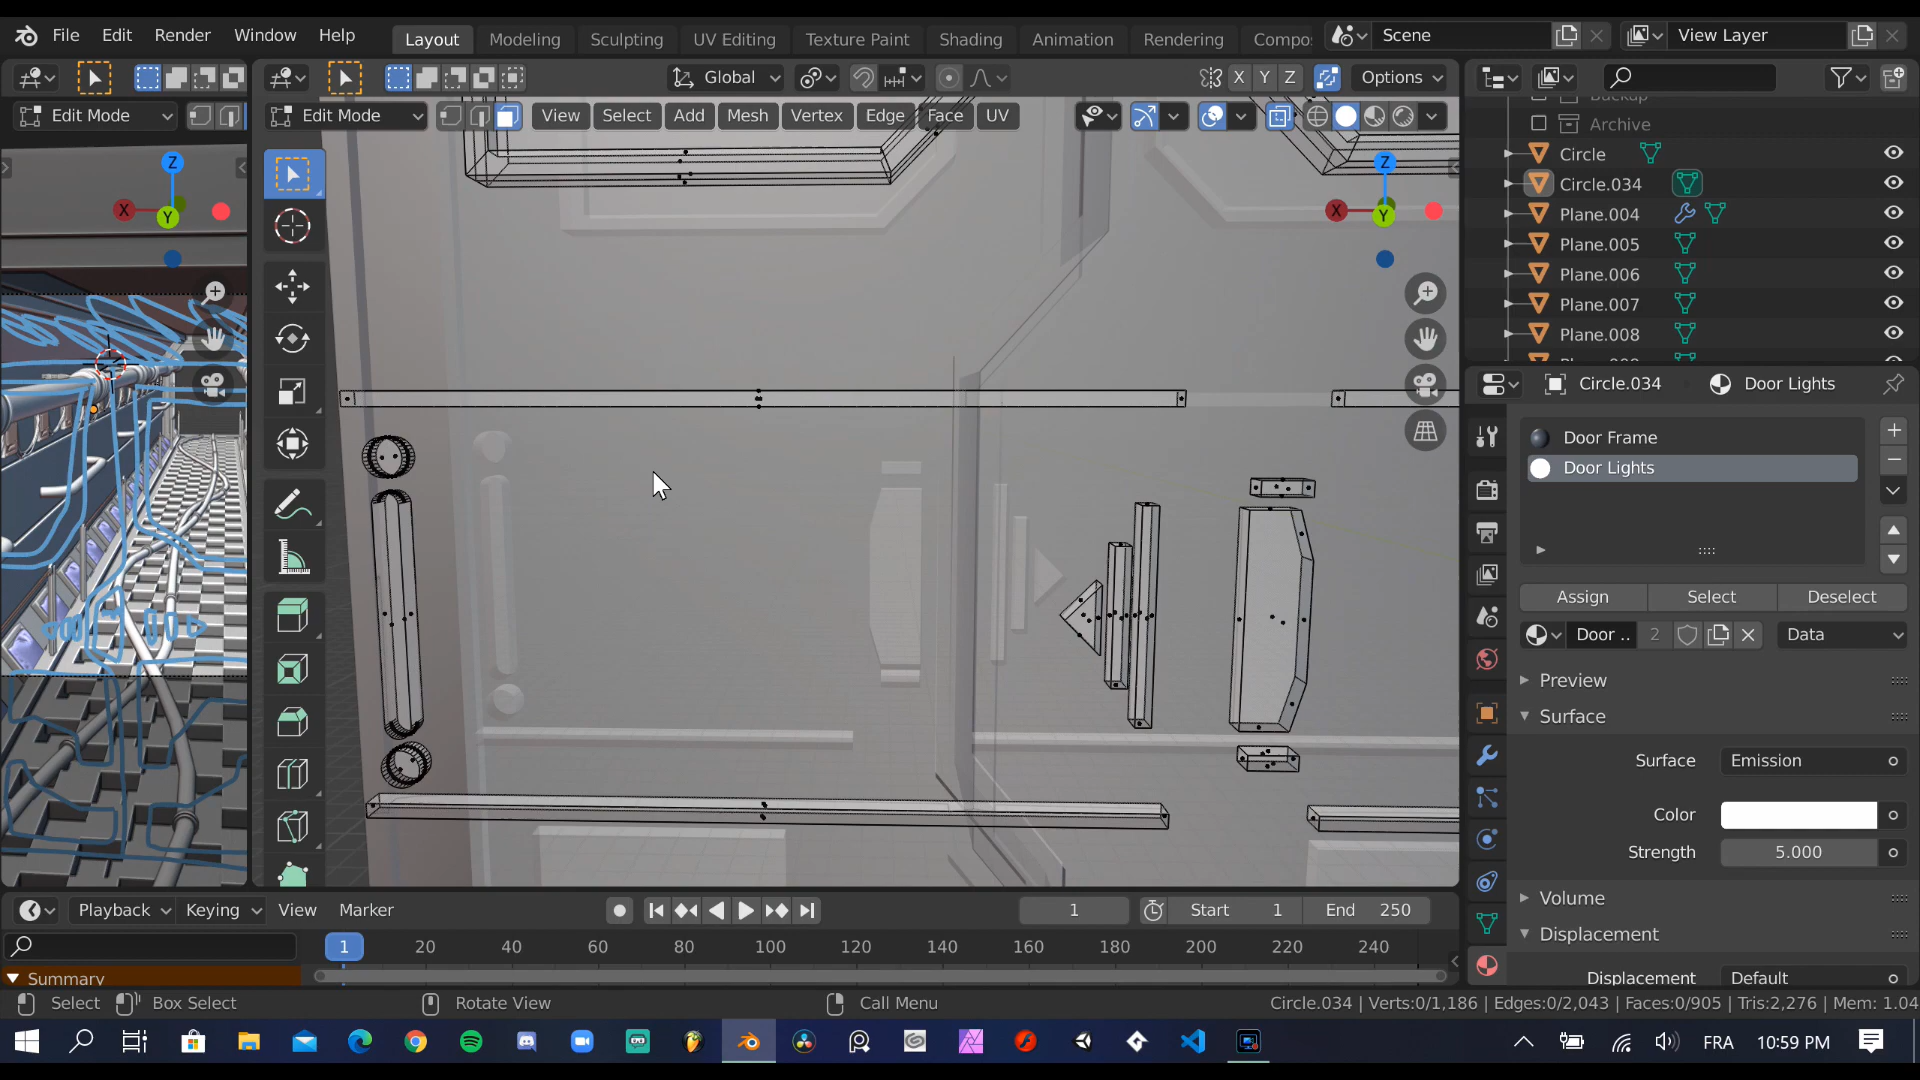 File Edit Render Window Help
Layout Modeling Sculpting UV Editing Texture Paint Shading Animation Rendering Compo:
Scene
View Layer
Global
X Y Z
Options
Edit Mode
Edit Mode
View Select Add Mesh Vertex Edge Face UV
Backup
Archive
Circle
Circle.034
Plane.004
Plane.005
Plane.006
Plane.007
Plane.008
Z
X
Y
Z
X
Y
Circle.034
Door Lights
Door Frame
Door Lights
Assign
Select
Deselect
Door ..
2
Data
Preview
Surface
Surface
Emission
Color
Strength
5.000
Volume
Displacement
Displacement
Default
Playback Keying View Marker
1
Start 1
End 250
1 20 40 60 80 100 120 140 160 180 200 220 240
Summary
Select
Box Select
Rotate View
Call Menu
Circle.034 | Verts:0/1,186 | Edges:0/2,043 | Faces:0/905 | Tris:2,276 | Mem: 1.04
FRA
10:59 PM